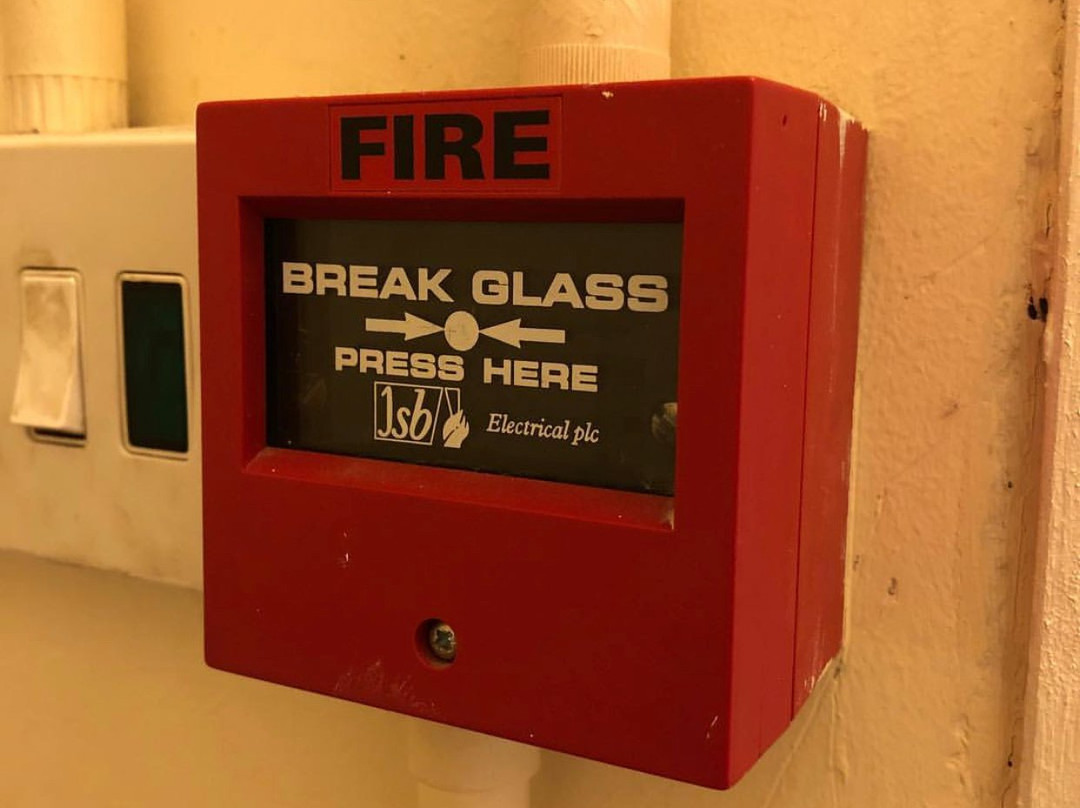 FIRE
BREAK GLASS
PRESS HERE
Jsb Electrical plc